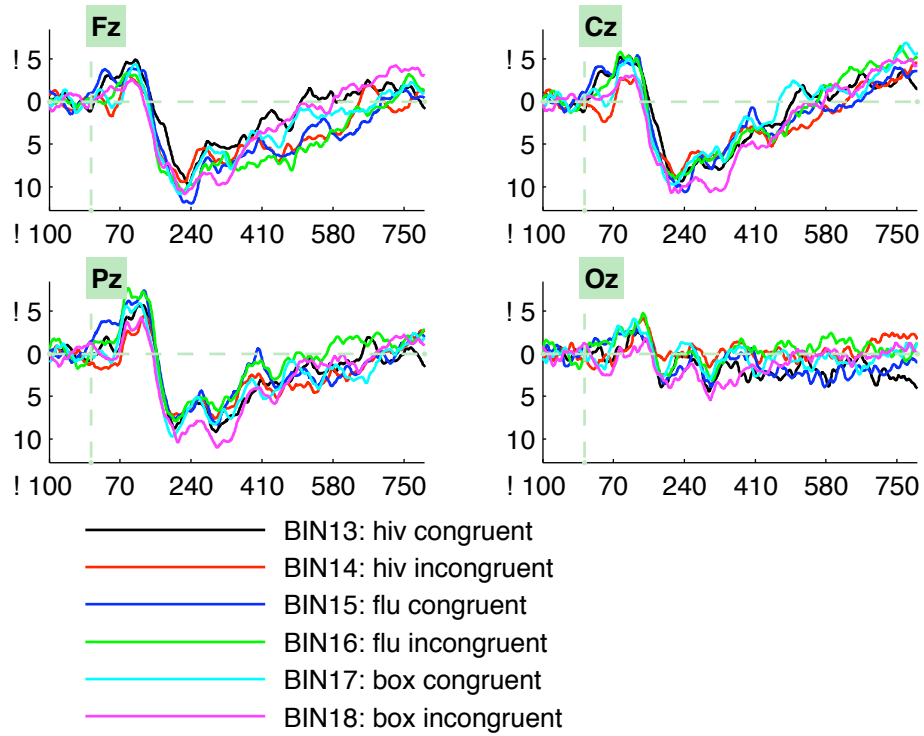 Fz
Cz
! 5
0
5
10
! 100 70 240 410 580 750
! 5
0
5
10
! 100 70 240 410 580 750
Pz
Oz
! 5
0
5
10
! 100 70 240 410 580 750
! 5
0
5
10
! 100 70 240 410 580 750
BIN13: hiv congruent
BIN14: hiv incongruent
BIN15: flu congruent
BIN16: flu incongruent
BIN17: box congruent
BIN18: box incongruent